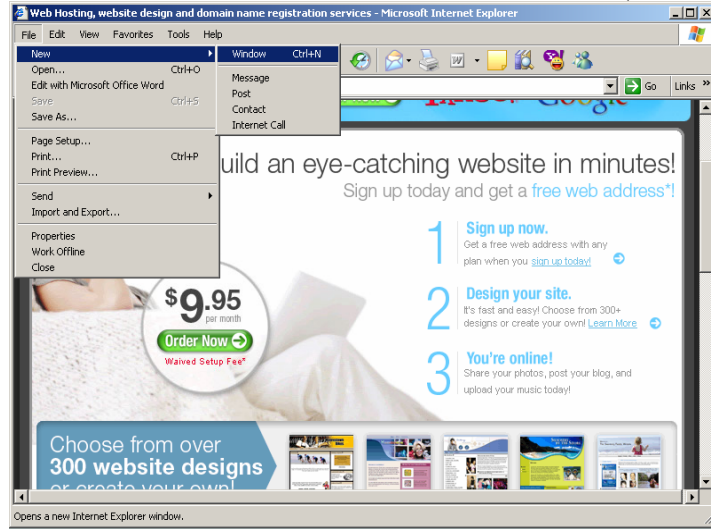 Web Hosting, website design and domain name registration services - Microsoft Internet Explorer
File Edit View Favorites Tools Help
New
Window Ctrl+N
Open... Ctrl+O
Message
Edit with Microsoft Office Word
Post
Save Ctrl+S
Contact
Save As...
Internet Call
Go Links »
Page Setup...
Print... Ctrl+P
Print Preview...
Send
Import and Export...
Properties
Work Offline
Close
uild an eye-catching website in minutes!
Sign up today and get a free web address*!
1 Sign up now.
Get a free web address with any
plan when you sign up today!
2 Design your site.
It's fast and easy! Choose from 300+
designs or create your own! Learn More
3 You're online!
Share your photos, post your blog, and
upload your music today!
$9.95
per month
Order Now
Waived Setup Fee*
Choose from over
300 website designs
or create your own!
Opens a new Internet Explorer window.